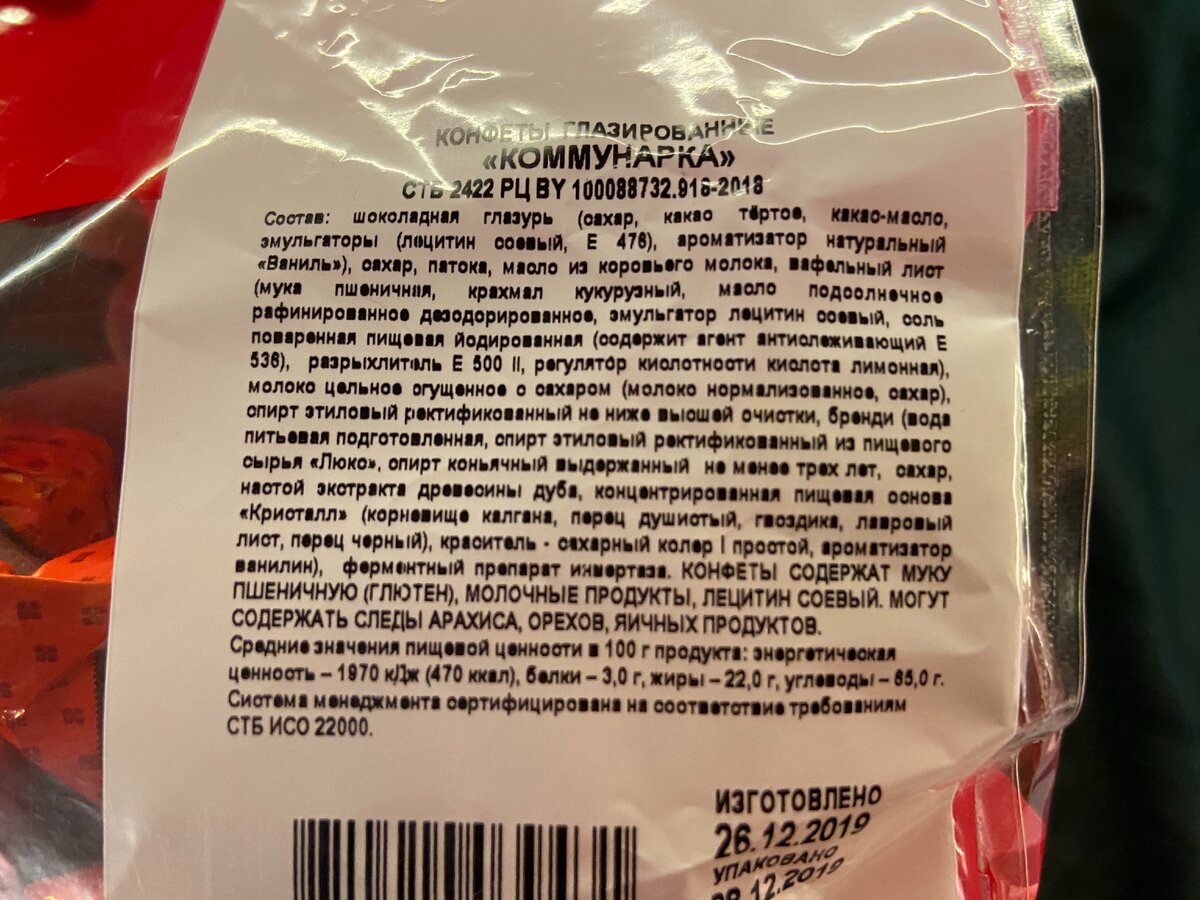 КОНФЕТЫ ГЛАЗИРОВАННЫЕ
«КОММУНАРКА»
СТБ 2422 РЦ BY 100088732.916-2018
Состав: шоколадная глазурь (сахар, какао тёртое, какао-масло,
эмульгаторы (лецитин соевый, Е 476), ароматизатор натуральный
«Ваниль»), сахар, патока, масло из коровьего молока, вафельный лист
(мука пшеничная, крахмал кукурузный, масло подсолнечное
рафинированное дезодорированное, эмульгатор лецитин соевый, соль
поваренная пищевая йодированная (содержит агент антислеживающий Е
536), разрыхлитель Е 500 II, регулятор кислотности кислота лимонная),
молоко цельное сгущенное с сахаром (молоко нормализованное, сахар),
спирт этиловый ректификованный не ниже высшей очистки, бренди (вода
питьевая подготовленная, спирт этиловый ректификованный из пищевого
сырья «Люкс», спирт коньячный выдержанный не менее трех лет, сахар,
настой экстракта древесины дуба, концентрированная пищевая основа
«Кристалл» (корневище калгана, перец душистый, гвоздика, лавровый
лист, перец черный), краситель - сахарный колер I простой, ароматизатор
ванилин), ферментный препарат инвертаза. КОНФЕТЫ СОДЕРЖАТ МУКУ
ПШЕНИЧНУЮ (ГЛЮТЕН), МОЛОЧНЫЕ ПРОДУКТЫ, ЛЕЦИТИН СОЕВЫЙ. МОГУТ
СОДЕРЖАТЬ СЛЕДЫ АРАХИСА, ОРЕХОВ, ЯИЧНЫХ ПРОДУКТОВ.
Средние значения пищевой ценности в 100 г продукта: энергетическая
ценность – 1970 кДж (470 ккал), белки – 3,0 г, жиры – 22,0 г, углеводы – 65,0 г.
Система менеджмента сертифицирована на соответствие требованиям
СТБ ИСО 22000.
ИЗГОТОВЛЕНО
26.12.2019
УПАКОВАНО